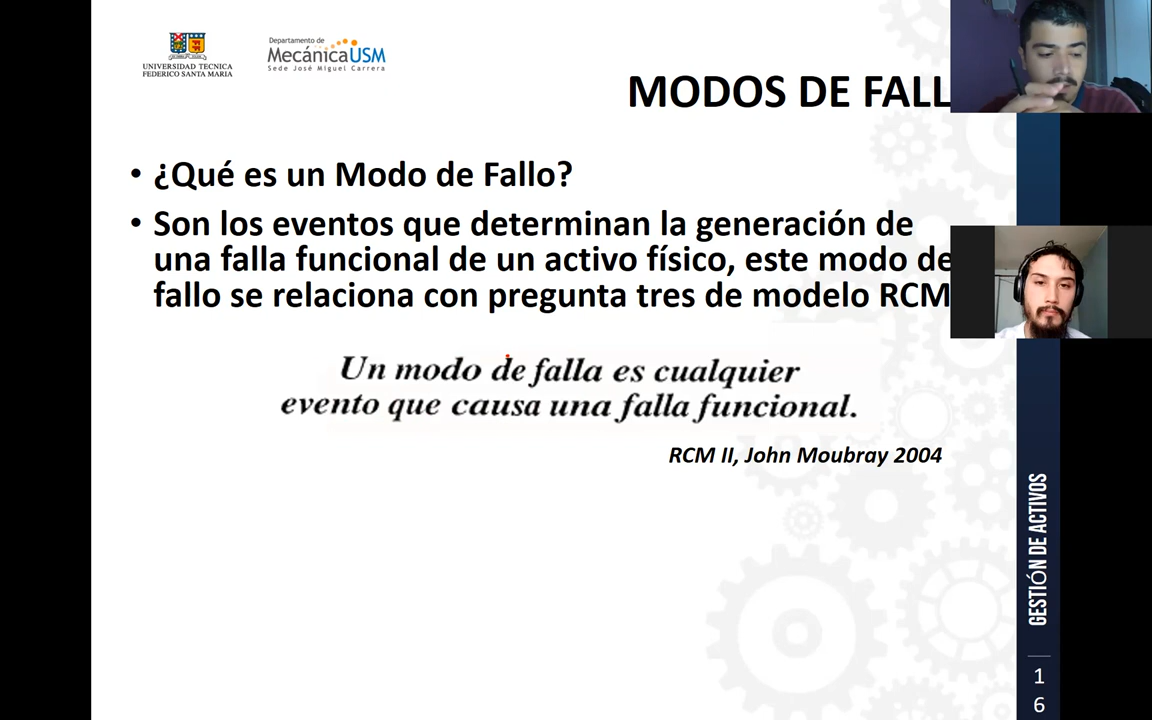 UNIVERSIDAD TECNICA
FEDERICO SANTA MARIA
Departamento de
MecánicaUSM
Sede José Miguel Carrera
MODOS DE FALL
• ¿Qué es un Modo de Fallo?
• Son los eventos que determinan la generación de
una falla funcional de un activo físico, este modo de
fallo se relaciona con pregunta tres de modelo RCM
Un modo de falla es cualquier
evento que causa una falla funcional.
RCM II, John Moubray 2004
GESTIÓN DE ACTIVOS
1
6